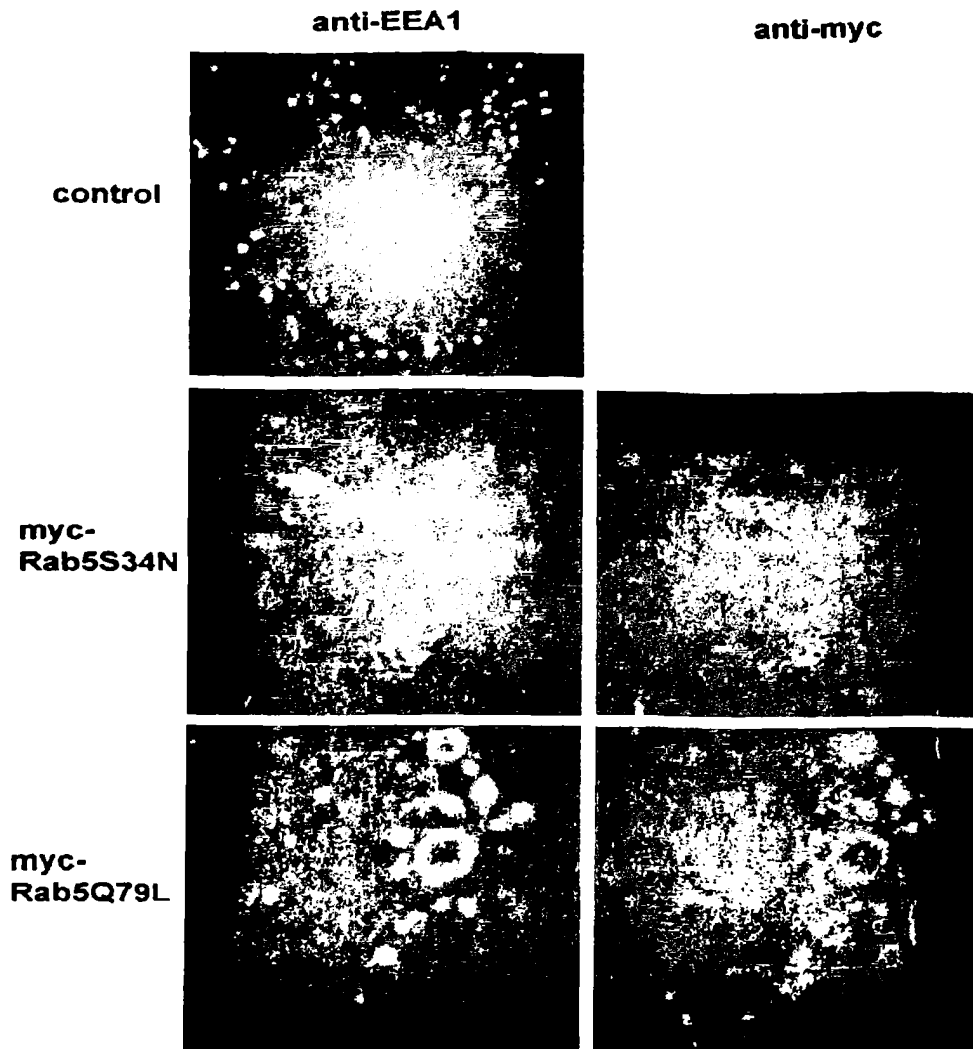 anti-EEA1
anti-myc
control
myc-
Rab5S34N
myc-
Rab5Q79L